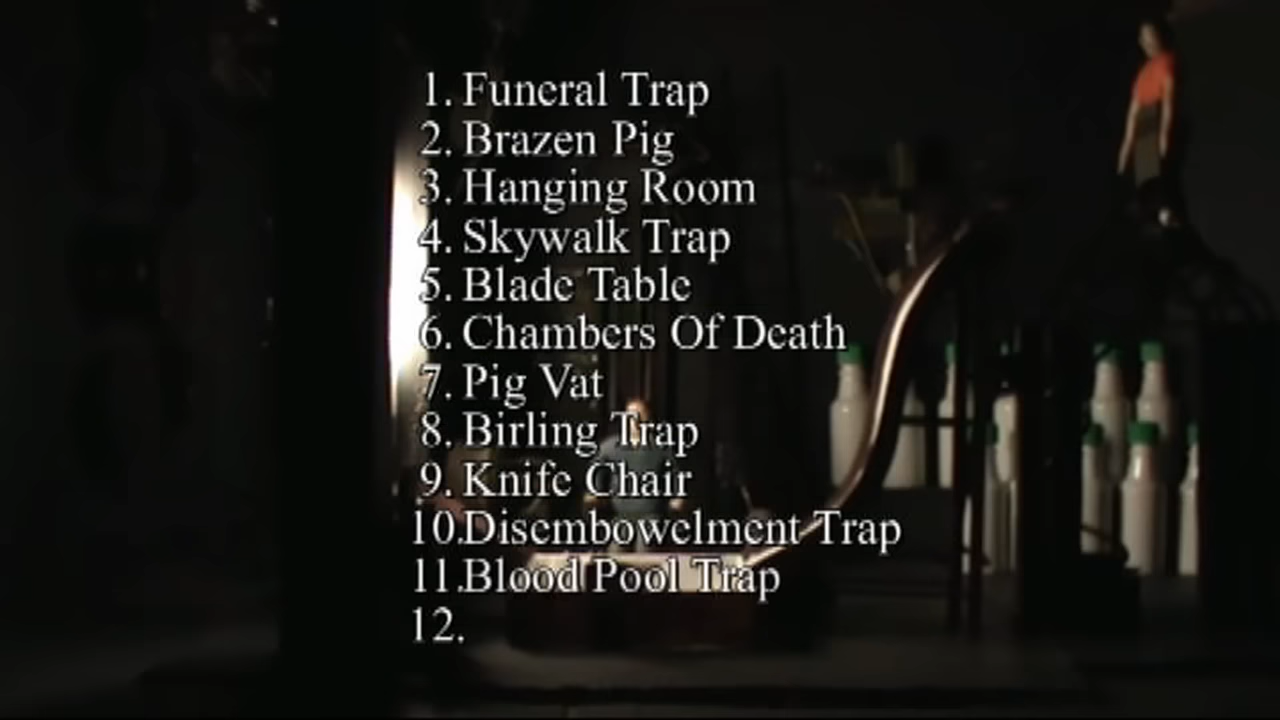 1. Funeral Trap
2. Brazen Pig
3. Hanging Room
4. Skywalk Trap
5. Blade Table
6. Chambers Of Death
7. Pig Vat
8. Birling Trap
9. Knife Chair
10.Disembowelment Trap
11.Blood Pool Trap
12.